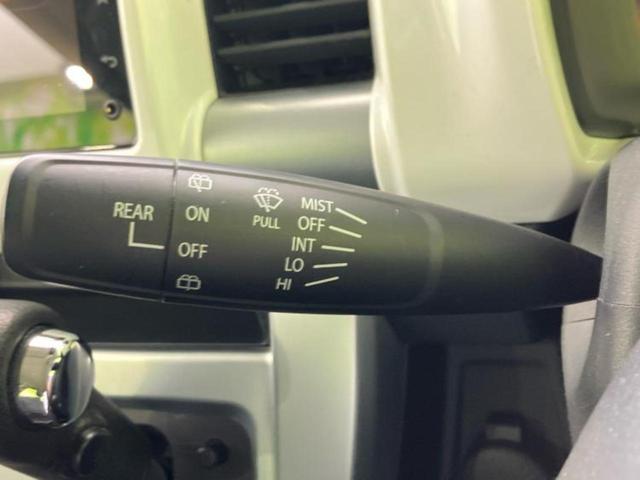 REAR
ON
OFF
PULL
MIST
OFF
INT
LO
HI